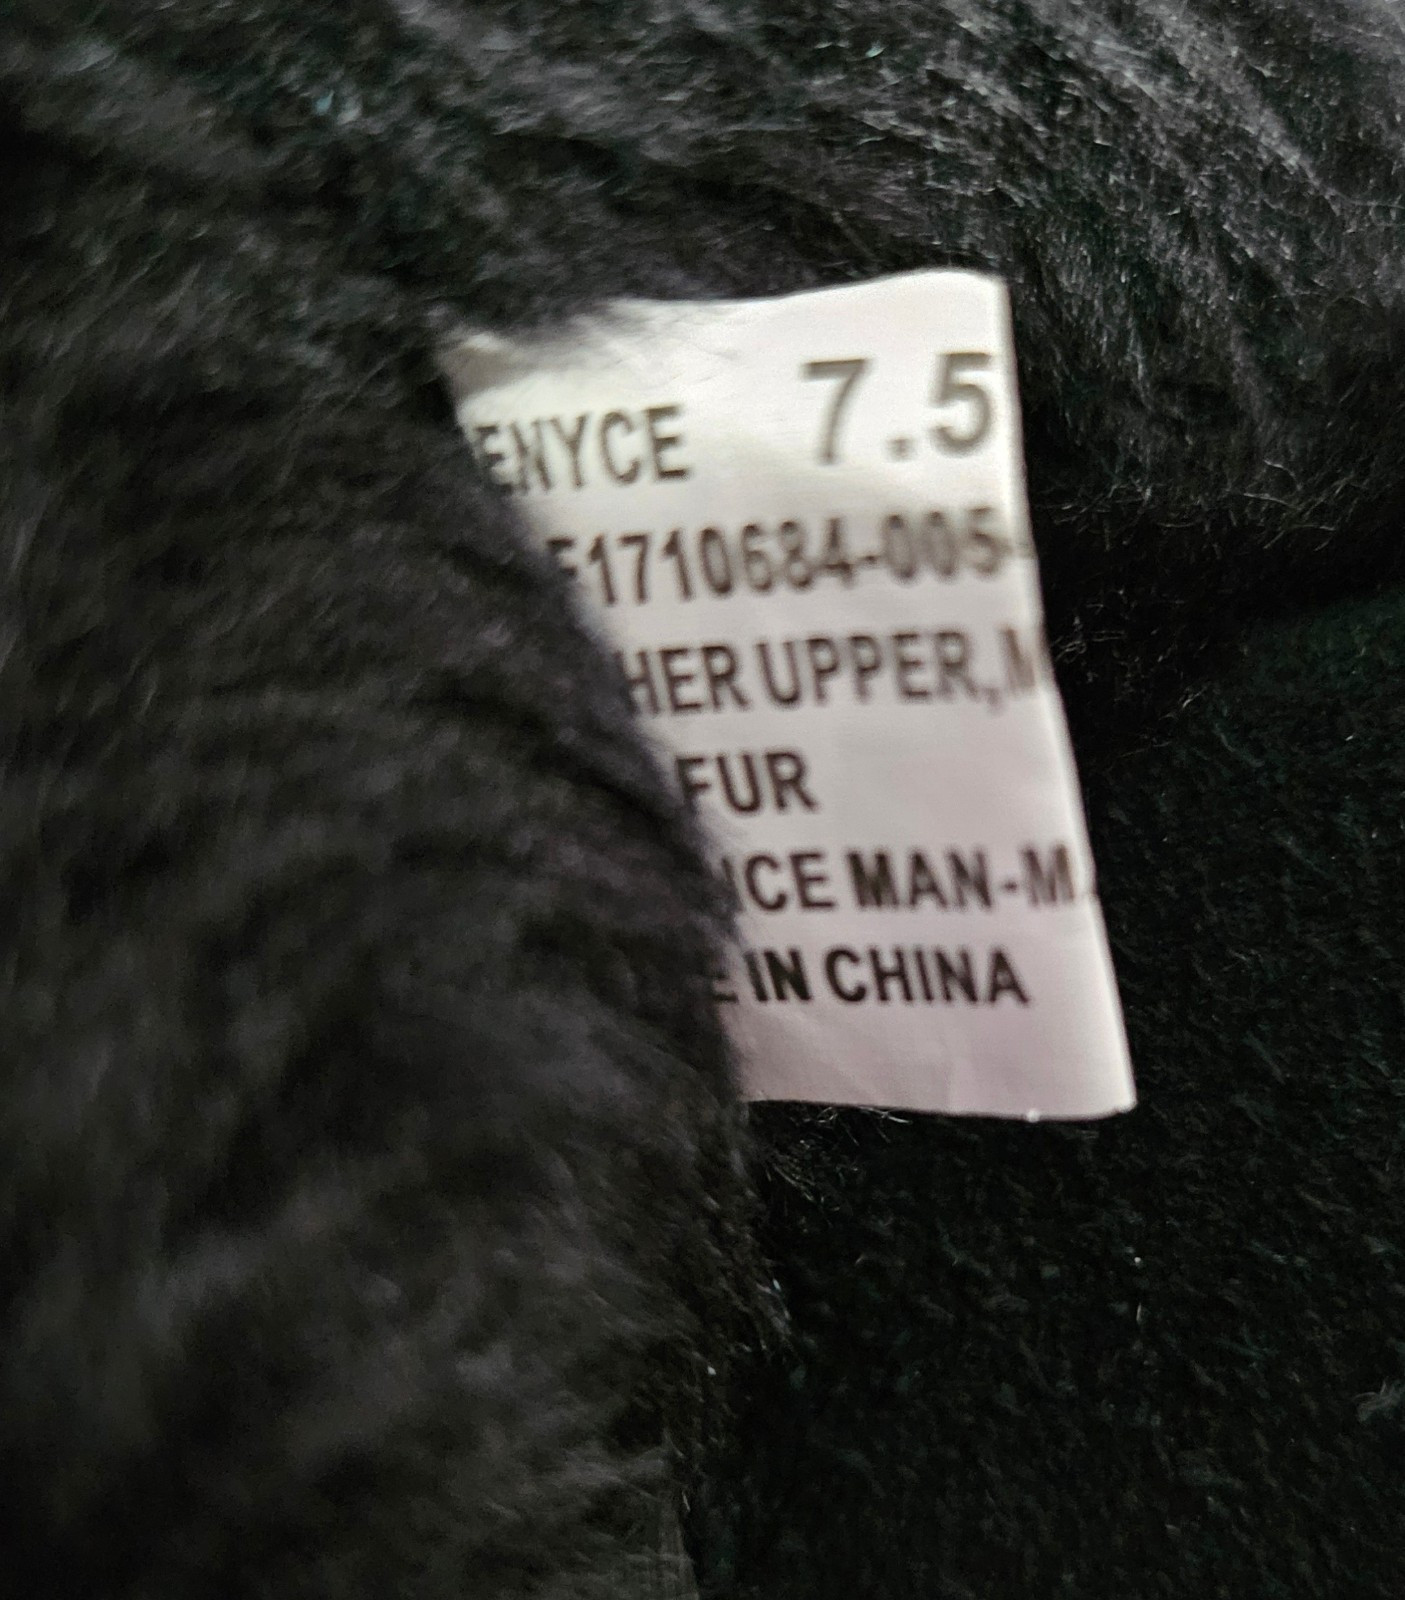 ENYCE 7.5
F1710684-005-
HER UPPER, M
FUR
ICE MAN-M
E IN CHINA